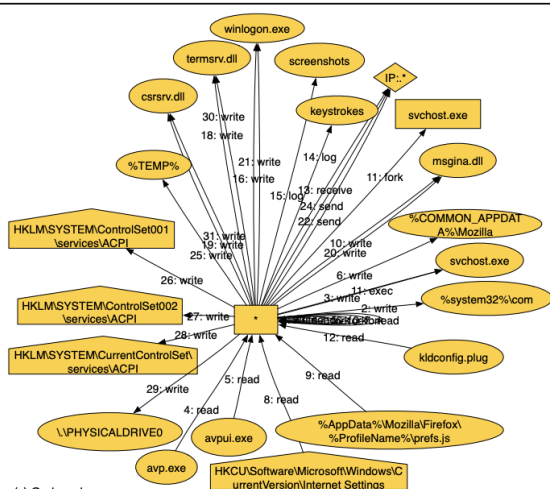 winlogon.exe
termsrv.dll
screenshots
IP:.*
csrsrv.dll
keystrokes
svchost.exe
30: write
18: write
14: log
%TEMP%
21: write
11: fork
msgina.dll
16: write
13: receive
15: log
24: send
22: send
%COMMON_APPDAT
A%\Mozilla
HKLM\SYSTEM\ControlSet001
\services\ACPI
31: write
19: write
25: write
10: write
20: write
svchost.exe
6: write
26: write
11: exec
3: write
%system32%\com
HKLM\SYSTEM\ControlSet002
\services\ACPI
27: write
*
2: write
read
28: write
12: read
HKLM\SYSTEM\CurrentControlSet\
services\ACPI
kldconfig.plug
29: write
5: read
9: read
4: read
8: read
\.\PHYSICALDRIVE0
avpui.exe
%AppData%\Mozilla\Firefox\
%ProfileName%\prefs.js
avp.exe
HKCU\Software\Microsoft\Windows\C
urrentVersion\Internet Settings